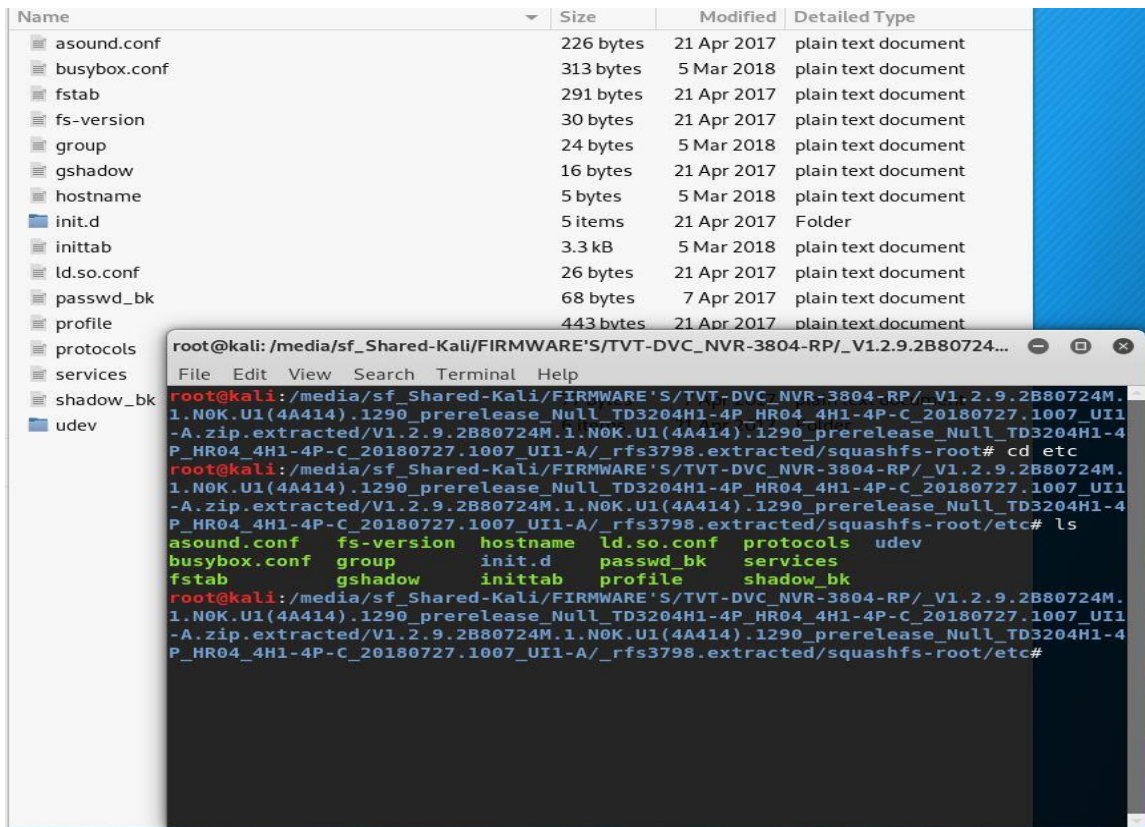 Name Size Modified Detailed Type
asound.conf 226 bytes 21 Apr 2017 plain text document
busybox.conf 313 bytes 5 Mar 2018 plain text document
fstab 291 bytes 21 Apr 2017 plain text document
fs-version 30 bytes 21 Apr 2017 plain text document
group 24 bytes 5 Mar 2018 plain text document
gshadow 16 bytes 21 Apr 2017 plain text document
hostname 5 bytes 5 Mar 2018 plain text document
init.d 5 items 21 Apr 2017 Folder
inittab 3.3 kB 5 Mar 2018 plain text document
ld.so.conf 26 bytes 21 Apr 2017 plain text document
passwd_bk 68 bytes 7 Apr 2017 plain text document
profile 443 bytes 21 Apr 2017 plain text document
protocols
services
shadow_bk
udev
root@kali: /media/sf_Shared-Kali/FIRMWARE'S/TVT-DVC_NVR-3804-RP/_V1.2.9.2B80724...
File Edit View Search Terminal Help
root@kali:/media/sf_Shared-Kali/FIRMWARE'S/TVT-DVC_NVR-3804-RP/_V1.2.9.2B80724M.
1.N0K.U1(4A414).1290_prerelease_Null_TD3204H1-4P_HR04_4H1-4P-C_20180727.1007_UI1
-A.zip.extracted/V1.2.9.2B80724M.1.N0K.U1(4A414).1290_prerelease_Null_TD3204H1-4
P_HR04_4H1-4P-C_20180727.1007_UI1-A/_rfs3798.extracted/squashfs-root# cd etc
root@kali:/media/sf_Shared-Kali/FIRMWARE'S/TVT-DVC_NVR-3804-RP/_V1.2.9.2B80724M.
1.N0K.U1(4A414).1290_prerelease_Null_TD3204H1-4P_HR04_4H1-4P-C_20180727.1007_UI1
-A.zip.extracted/V1.2.9.2B80724M.1.N0K.U1(4A414).1290_prerelease_Null_TD3204H1-4
P_HR04_4H1-4P-C_20180727.1007_UI1-A/_rfs3798.extracted/squashfs-root/etc# ls
asound.conf fs-version hostname ld.so.conf protocols udev
busybox.conf group init.d passwd_bk services
fstab gshadow inittab profile shadow_bk
root@kali:/media/sf_Shared-Kali/FIRMWARE'S/TVT-DVC_NVR-3804-RP/_V1.2.9.2B80724M.
1.N0K.U1(4A414).1290_prerelease_Null_TD3204H1-4P_HR04_4H1-4P-C_20180727.1007_UI1
-A.zip.extracted/V1.2.9.2B80724M.1.N0K.U1(4A414).1290_prerelease_Null_TD3204H1-4
P_HR04_4H1-4P-C_20180727.1007_UI1-A/_rfs3798.extracted/squashfs-root/etc#